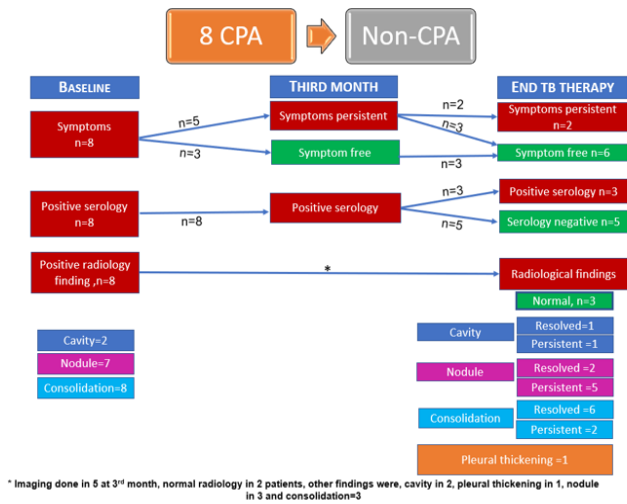 8 CPA
Non-CPA
BASELINE
THIRD MONTH
END TB THERAPY
Symptoms
n=8
n=5
n=3
Symptoms persistent
Symptom free
n=2
n=3
n=3
Symptoms persistent
n=2
Symptom free n=6
Positive serology
n=8
n=8
Positive serology
n=3
n=5
Positive serology n=3
Serology negative n=5
Positive radiology
finding ,n=8
*
Radiological findings
Normal, n=3
Cavity=2
Nodule=7
Consolidation=8
Cavity
Resolved=1
Persistent =1
Nodule
Resolved =2
Persistent =5
Consolidation
Resolved =6
Persistent =2
Pleural thickening =1
* Imaging done in 5 at 3rd month, normal radiology in 2 patients, other findings were, cavity in 2, pleural thickening in 1, nodule
in 3 and consolidation=3